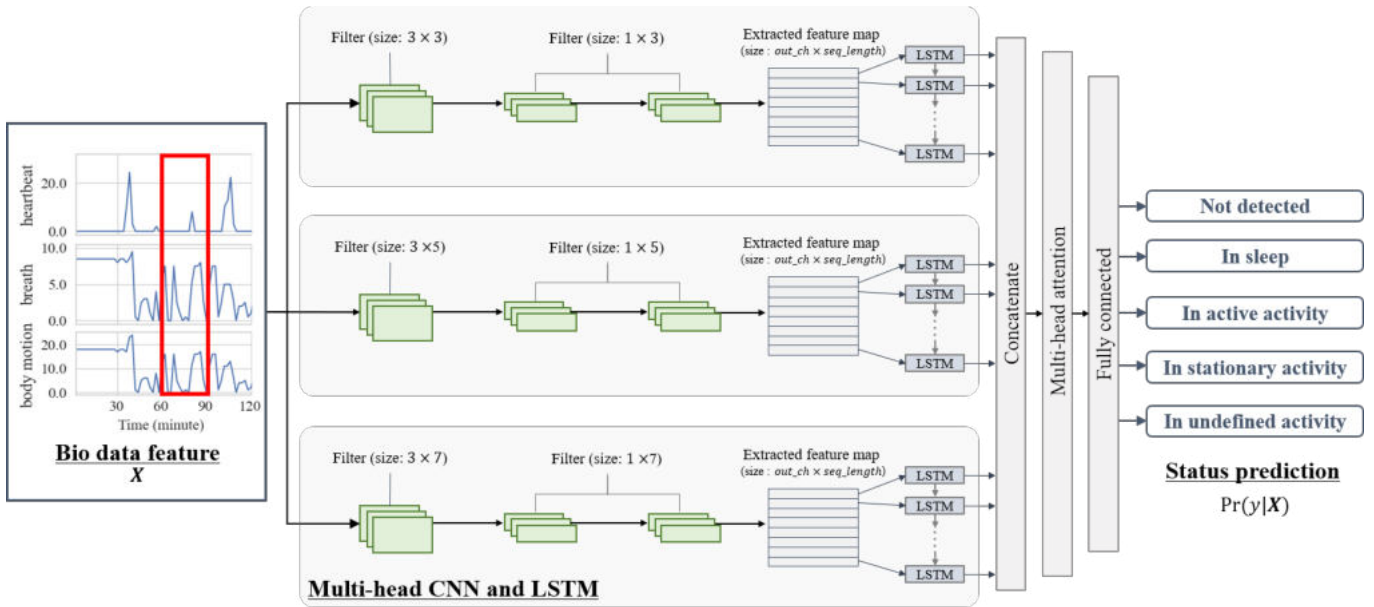 Filter (size: 3 × 3)
Filter (size: 1 × 3)
Extracted feature map
(size : out_ch × seq_length)
LSTM
LSTM
LSTM
heartbeat
20.0
0.0
breath
10.0
5.0
0.0
body motion
20.0
10.0
0.0
30
60
90
120
Time (minute)
Bio data feature
X
Filter (size: 3 ×5)
Filter (size: 1 × 5)
Extracted feature map
(size : out_ch × seq_length)
LSTM
LSTM
LSTM
Filter (size: 3 × 7)
Filter (size: 1 ×7)
Extracted feature map
(size : out_ch × seq_length)
LSTM
LSTM
LSTM
Multi-head CNN and LSTM
Concatenate
Multi-head attention
Fully connected
Not detected
In sleep
In active activity
In stationary activity
In undefined activity
Status prediction
Pr(y|X)